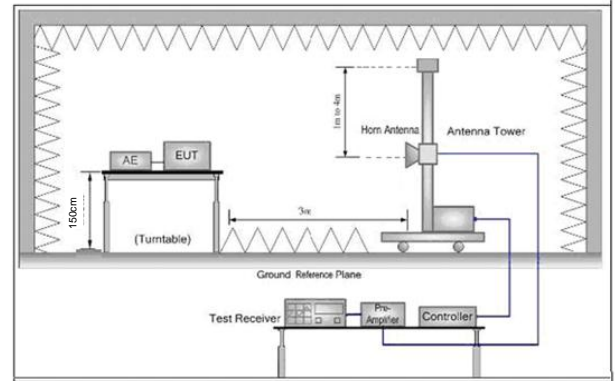 1m to 4m
Horn Antenna
Antenna Tower
AE
EUT
150cm
(Turntable)
3m
Ground Reference Plane
Test Receiver
Pre-
Amplifier
Controller